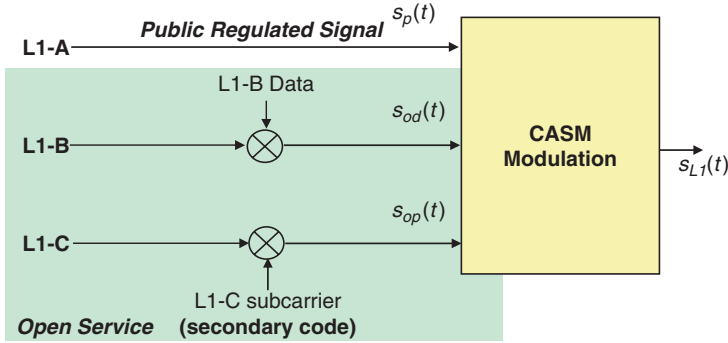 Public Regulated Signal
s_p(t)
L1-A
L1-B Data
s_od(t)
L1-B
CASM
Modulation
s_L1(t)
s_op(t)
L1-C
L1-C subcarrier
Open Service (secondary code)